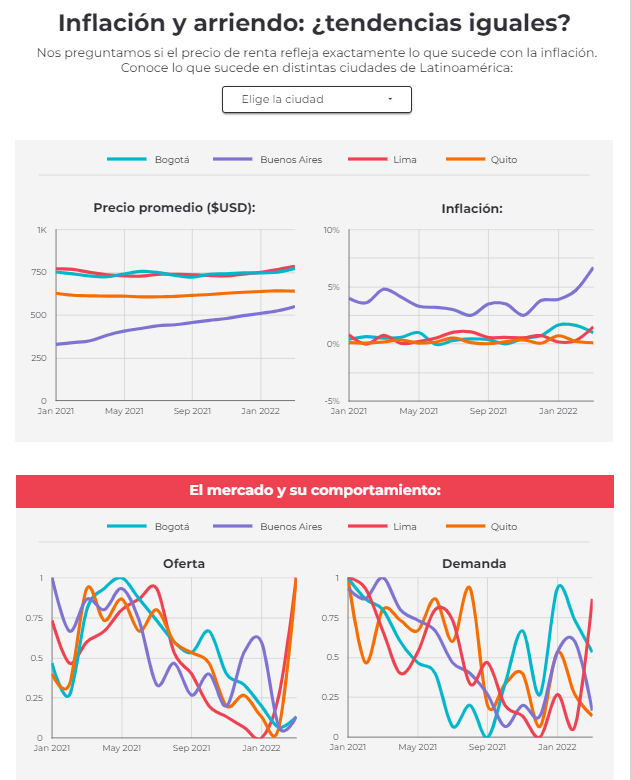 Inflación y arriendo: ¿tendencias iguales?
Nos preguntamos si el precio de renta refleja exactamente lo que sucede con la inflación.
Conoce lo que sucede en distintas ciudades de Latinoamérica:
Elige la ciudad
Bogotá Buenos Aires Lima Quito
Precio promedio ($USD):
1K
750
500
250
0
Jan 2021 May 2021 Sep 2021 Jan 2022
Inflación:
10%
5%
0%
-5%
Jan 2021 May 2021 Sep 2021 Jan 2022
El mercado y su comportamiento:
Bogotá Buenos Aires Lima Quito
Oferta
1
0.75
0.5
0.25
0
Jan 2021 May 2021 Sep 2021 Jan 2022
Demanda
1
0.75
0.5
0.25
0
Jan 2021 May 2021 Sep 2021 Jan 2022